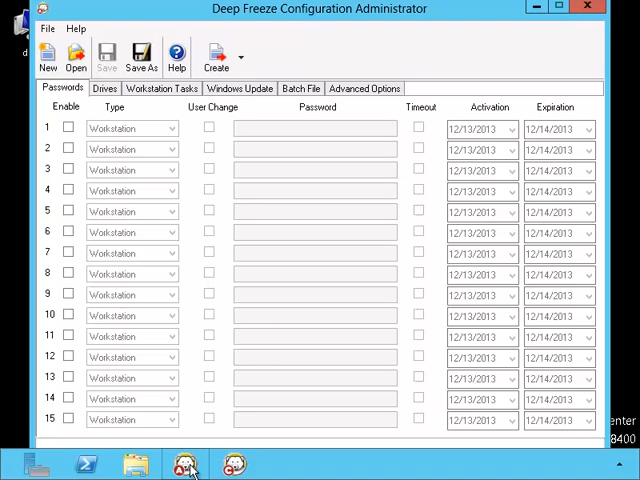 Deep Freeze Configuration Administrator
File Help
New Open Save Save As Help Create
Passwords Drives Workstation Tasks Windows Update Batch File Advanced Options
Enable Type User Change Password Timeout Activation Expiration
1 Workstation 12/13/2013 12/14/2013
2 Workstation 12/13/2013 12/14/2013
3 Workstation 12/13/2013 12/14/2013
4 Workstation 12/13/2013 12/14/2013
5 Workstation 12/13/2013 12/14/2013
6 Workstation 12/13/2013 12/14/2013
7 Workstation 12/13/2013 12/14/2013
8 Workstation 12/13/2013 12/14/2013
9 Workstation 12/13/2013 12/14/2013
10 Workstation 12/13/2013 12/14/2013
11 Workstation 12/13/2013 12/14/2013
12 Workstation 12/13/2013 12/14/2013
13 Workstation 12/13/2013 12/14/2013
14 Workstation 12/13/2013 12/14/2013
15 Workstation 12/13/2013 12/14/2013
enter
8400